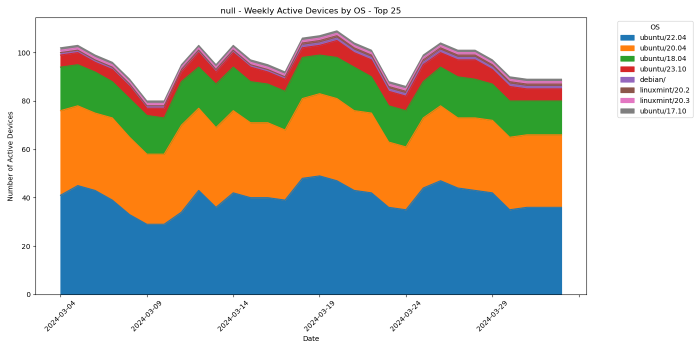 null - Weekly Active Devices by OS - Top 25
Number of Active Devices
100
80
60
40
20
0
2024-03-04
2024-03-09
2024-03-14
2024-03-19
2024-03-24
2024-03-29
Date
OS
ubuntu/22.04
ubuntu/20.04
ubuntu/18.04
ubuntu/23.10
debian/
linuxmint/20.2
linuxmint/20.3
ubuntu/16.04